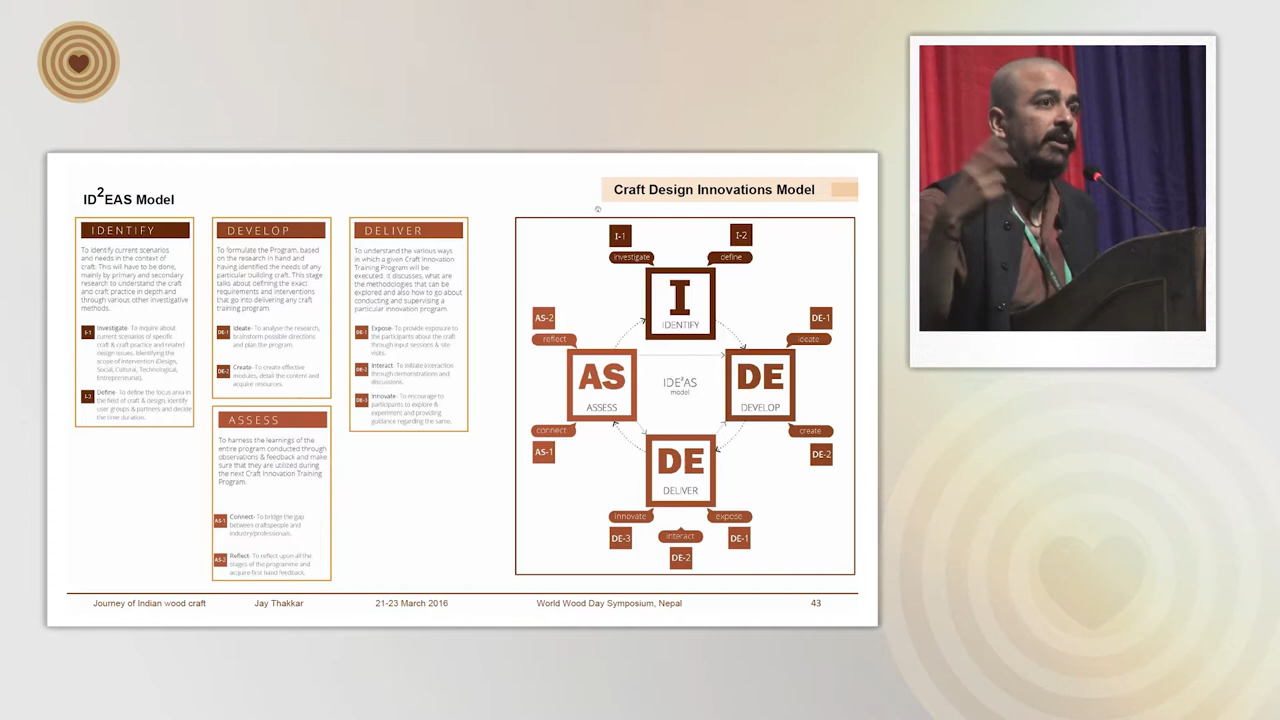 ID2EAS Model
Craft Design Innovations Model
IDENTIFY
To identify current scenarios
and needs in the context of
craft. This will have to be done,
mainly by primary and secondary
research to understand the craft
and craft practice in depth and
through various other investigative
methods.
I-1
Investigate- To inquire about
current scenarios of specific
craft & craft practice and related
design issues. Identifying the
scope of intervention (Design,
Social, Cultural, Technological,
Entrepreneurial).
I-2
Define- To define the focus area in
the field of craft & design, identify
user groups & partners and decide
the time duration.
DEVELOP
To formulate the Program, based
on the research in hand and
having identified the needs of any
particular building craft. This stage
talks about defining the exact
requirements and interventions
that go into delivering any craft
training program.
DE-1
Ideate- To analyse the research,
brainstorm possible directions
and plan the program.
DE-2
Create- To create effective
modules, detail the content and
acquire resources.
ASSESS
To harness the learnings of the
entire program conducted through
observations & feedback and make
sure that they are utilized during
the next Craft Innovation Training
Program.
AS-1
Connect- To bridge the gap
between craftspeople and
industry/professionals.
AS-2
Reflect- To reflect upon all the
stages of the programme and
acquire first hand feedback.
DELIVER
To understand the various ways
in which a given Craft Innovation
Training Program will be
executed. It discusses, what are
the methodologies that can be
explored and also how to go about
conducting and supervising a
particular innovation program.
DE-1
Expose- To provide exposure to
the participants about the craft
through input sessions & site
visits.
DE-2
Interact- To initiate interaction
through demonstrations and
discussions.
DE-3
Innovate- To encourage to
participants to explore &
experiment and providing
guidance regarding the same.
I-1
I-2
investigate
define
I
IDENTIFY
AS-2
DE-1
reflect
ideate
AS
ASSESS
IDE²AS
model
DE
DEVELOP
connect
create
AS-1
DE-2
DE
DELIVER
innovate
expose
interact
DE-3
DE-1
DE-2
Journey of Indian wood craft Jay Thakkar 21-23 March 2016 World Wood Day Symposium, Nepal 43